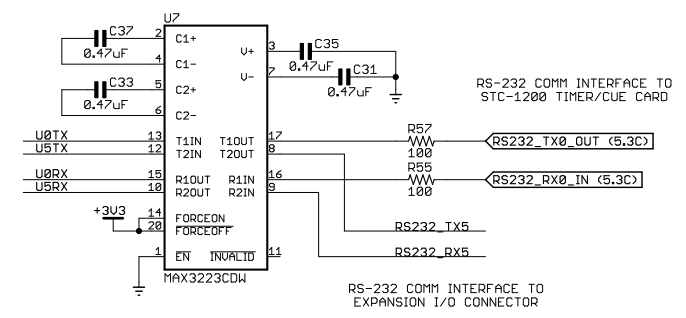 U7
C37
0.47uF
C33
0.47uF
2 C1+
4 C1-
5 C2+
6 C2-
V+ 3
V- 7
C35
0.47uF
C31
0.47uF
RS-232 COMM INTERFACE TO
STC-1200 TIMER/CUE CARD
U0TX 13 T1IN T1OUT 17 R57 100 RS232_TX0_OUT (5.3C)
U5TX 12 T2IN T2OUT 8
U0RX 15 R1OUT R1IN 16 R55 100 RS232_RX0_IN (5.3C)
U5RX 10 R2OUT R2IN 9
+3V3
14 FORCEON
20 FORCEOFF
1 EN INVALID 11
RS232_TX5
RS232_RX5
MAX3223CDW
RS-232 COMM INTERFACE TO
EXPANSION I/O CONNECTOR